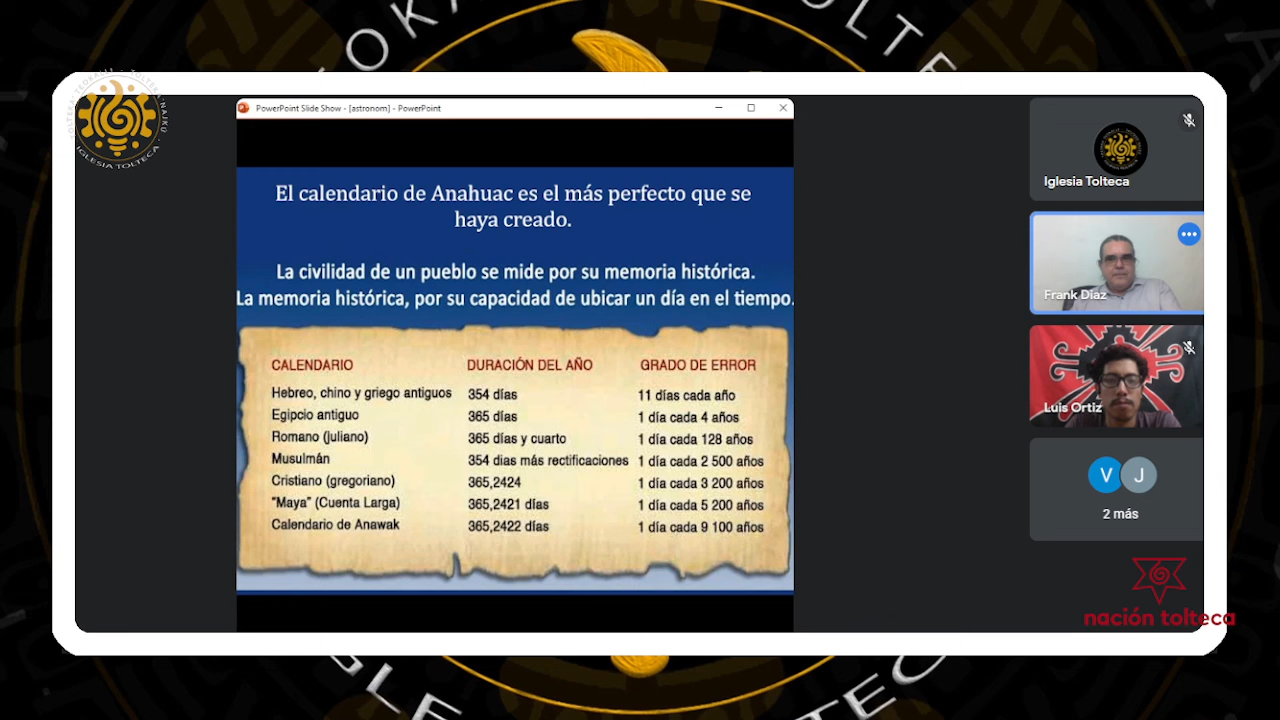 PowerPoint Slide Show - [astronom] - PowerPoint
El calendario de Anahuac es el más perfecto que se
haya creado.
La civilidad de un pueblo se mide por su memoria histórica.
La memoria histórica, por su capacidad de ubicar un día en el tiempo.
CALENDARIO DURACIÓN DEL AÑO GRADO DE ERROR
Hebreo, chino y griego antiguos 354 días 11 días cada año
Egipcio antiguo 365 días 1 día cada 4 años
Romano (juliano) 365 días y cuarto 1 día cada 128 años
Musulmán 354 dias más rectificaciones 1 día cada 2 500 años
Cristiano (gregoriano) 365,2424 1 día cada 3 200 años
"Maya" (Cuenta Larga) 365,2421 días 1 día cada 5 200 años
Calendario de Anawak 365,2422 días 1 día cada 9 100 años
IGLESIA TOLTECA
Iglesia Tolteca
Frank Díaz
Luis Ortiz
V J
2 más
nación tolteca